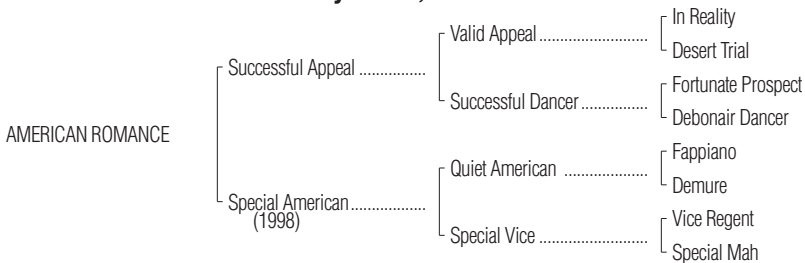 In Reality
Valid Appeal
Desert Trial
Successful Appeal
Fortunate Prospect
Successful Dancer
Debonair Dancer
AMERICAN ROMANCE
Fappiano
Quiet American
Demure
Special American
(1998)
Vice Regent
Special Vice
Special Mah